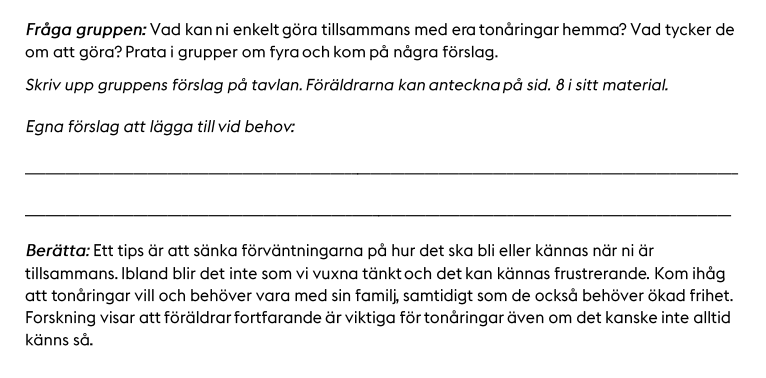 Fråga gruppen: Vad kan ni enkelt göra tillsammans med era tonåringar hemma? Vad tycker de
om att göra? Prata i grupper om fyra och kom på några förslag.
Skriv upp gruppens förslag på tavlan. Föräldrarna kan anteckna på sid. 8 i sitt material.
Egna förslag att lägga till vid behov:
Berätta: Ett tips är att sänka förväntningarna på hur det ska bli eller kännas när ni är
tillsammans. Ibland blir det inte som vi vuxna tänkt och det kan kännas frustrerande. Kom ihåg
att tonåringar vill och behöver vara med sin familj, samtidigt som de också behöver ökad frihet.
Forskning visar att föräldrar fortfarande är viktiga för tonåringar även om det kanske inte alltid
känns så.